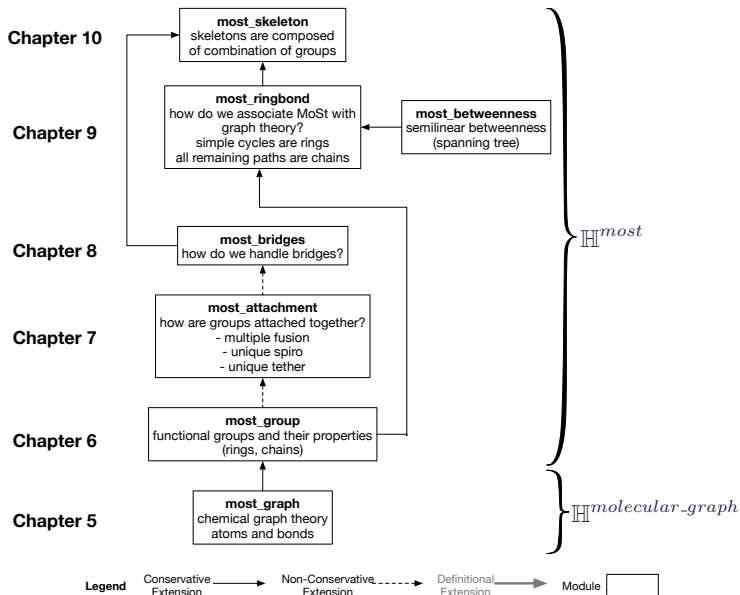 Chapter 10
most_skeleton
skeletons are composed
of combination of groups
Chapter 9
most_ringbond
how do we associate MoSt with
graph theory?
simple cycles are rings
all remaining paths are chains
most_betweenness
semilinear betweenness
(spanning tree)
ℍ^most
Chapter 8
most_bridges
how do we handle bridges?
Chapter 7
most_attachment
how are groups attached together?
- multiple fusion
- unique spiro
- unique tether
Chapter 6
most_group
functional groups and their properties
(rings, chains)
Chapter 5
most_graph
chemical graph theory
atoms and bonds
ℍ^molecular_graph
Legend
Conservative
Extension
Non-Conservative
Extension
Definitional
Extension
Module